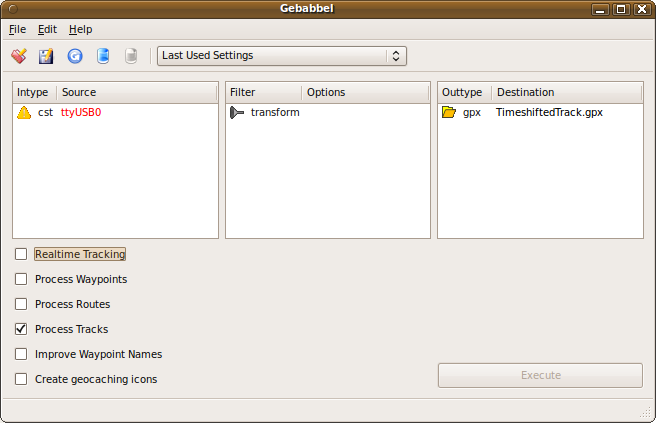 Gebabbel
File Edit Help
Last Used Settings
Intype Source Filter Options Outtype Destination
cst ttyUSB0 transform gpx TimeshiftedTrack.gpx
Realtime Tracking
Process Waypoints
Process Routes
Process Tracks
Improve Waypoint Names
Create geocaching icons
Execute